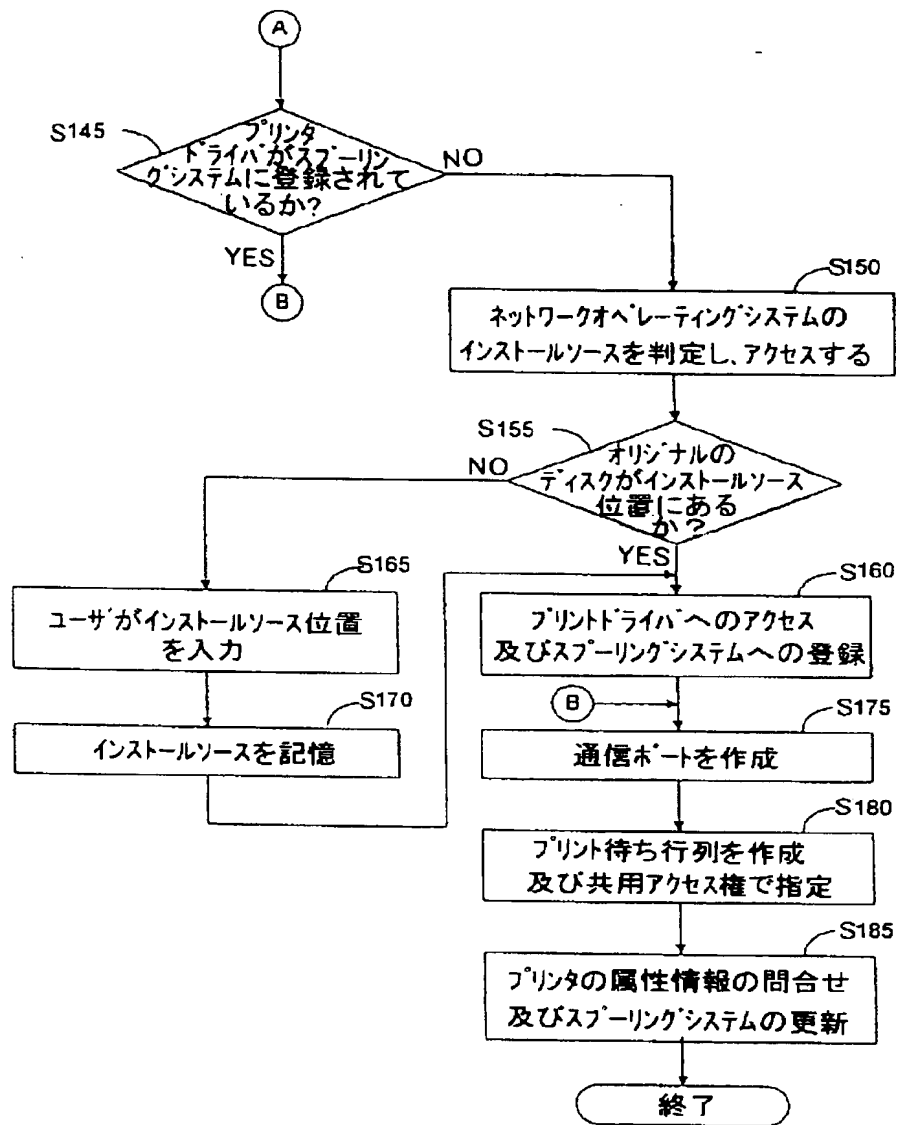 A
S145
プリンタ
ドライバがスプーリン
グシステムに登録されて
いるか?
NO
YES
B
S150
ネットワークオペレーティングシステムの
インストールソースを判定し、アクセスする
S155
オリジナルの
ディスクがインストールソース
位置にある
か?
NO
YES
S165
ユーザがインストールソース位置
を入力
S170
インストールソースを記憶
S160
プリントドライバへのアクセス
及びスプーリングシステムへの登録
B
S175
通信ポートを作成
S180
プリント待ち行列を作成
及び共用アクセス権で指定
S185
プリンタの属性情報の問合せ
及びスプーリングシステムの更新
終了